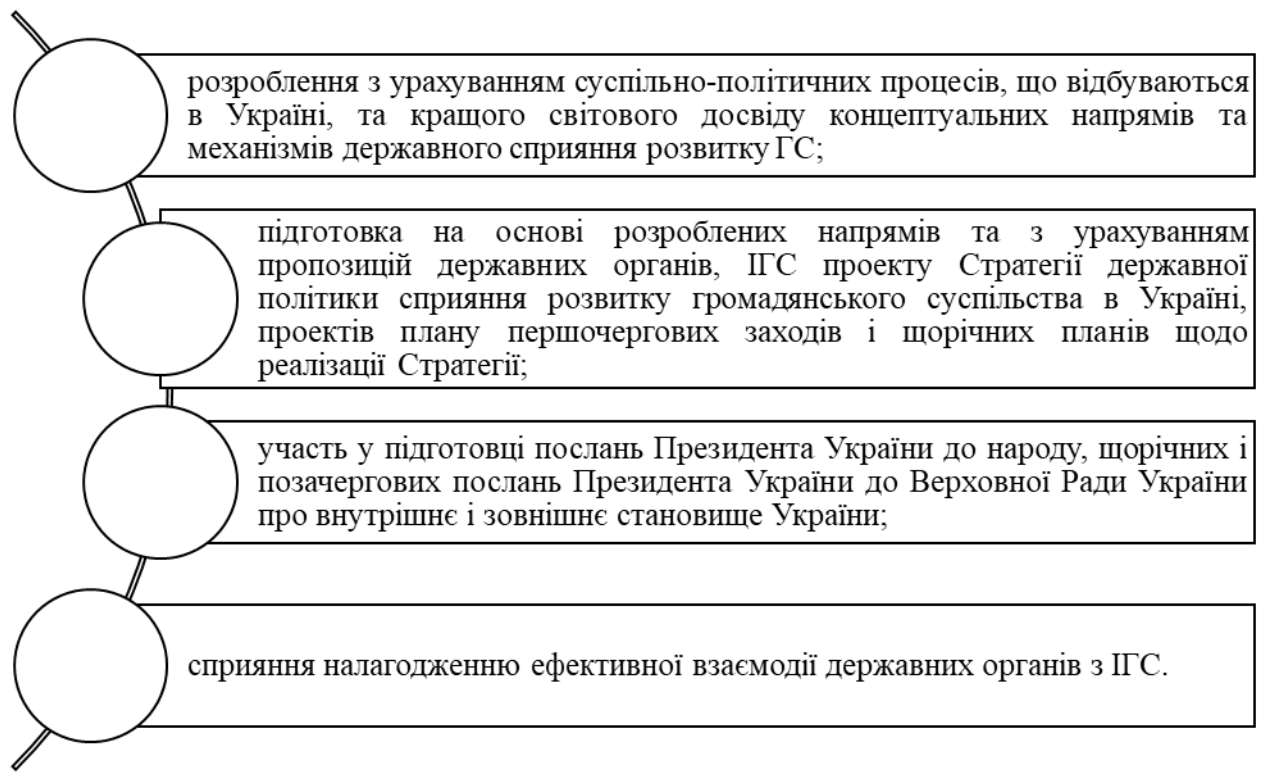 розроблення з урахуванням суспільно-політичних процесів, що відбуваються
в Україні, та кращого світового досвіду концептуальних напрямів та
механізмів державного сприяння розвитку ГС;
підготовка на основі розроблених напрямів та з урахуванням
пропозицій державних органів, ІГС проекту Стратегії державної
політики сприяння розвитку громадянського суспільства в Україні,
проектів плану першочергових заходів і щорічних планів щодо
реалізації Стратегії;
участь у підготовці послань Президента України до народу, щорічних і
позачергових послань Президента України до Верховної Ради України
про внутрішнє і зовнішнє становище України;
сприяння налагодженню ефективної взаємодії державних органів з ІГС.